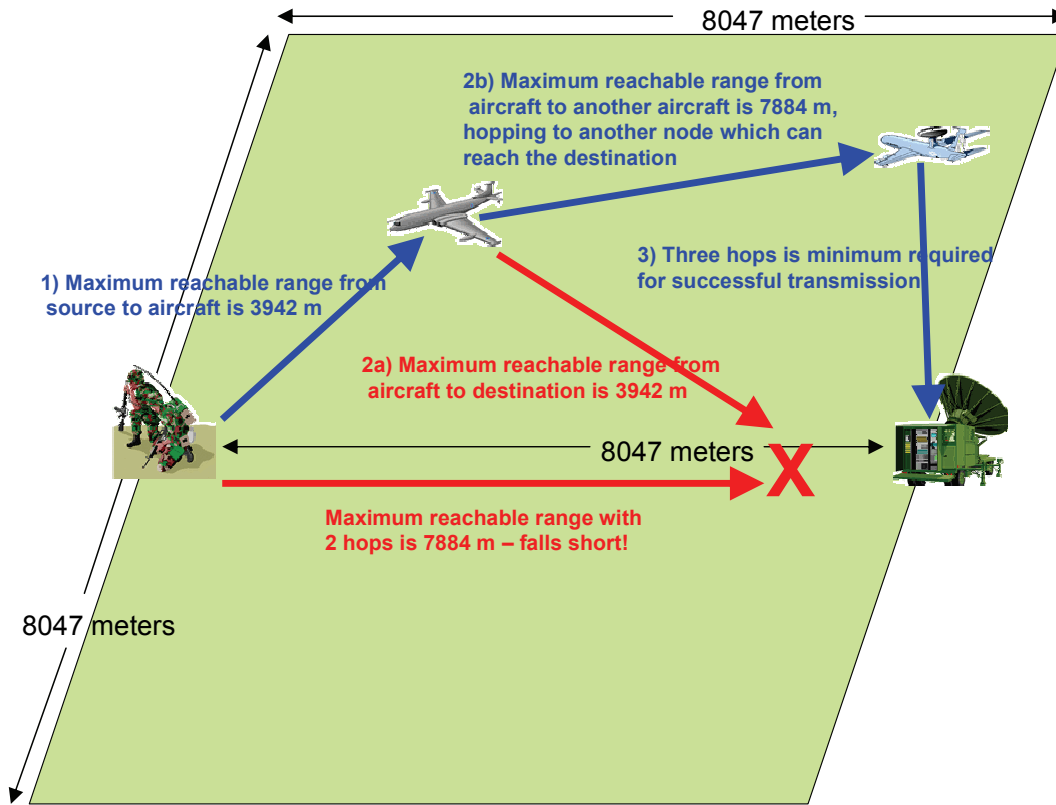 8047 meters
2b) Maximum reachable range from
aircraft to another aircraft is 7884 m,
hopping to another node which can
reach the destination
3) Three hops is minimum required
for successful transmission
1) Maximum reachable range from
source to aircraft is 3942 m
2a) Maximum reachable range from
aircraft to destination is 3942 m
8047 meters
X
Maximum reachable range with
2 hops is 7884 m – falls short!
8047 meters